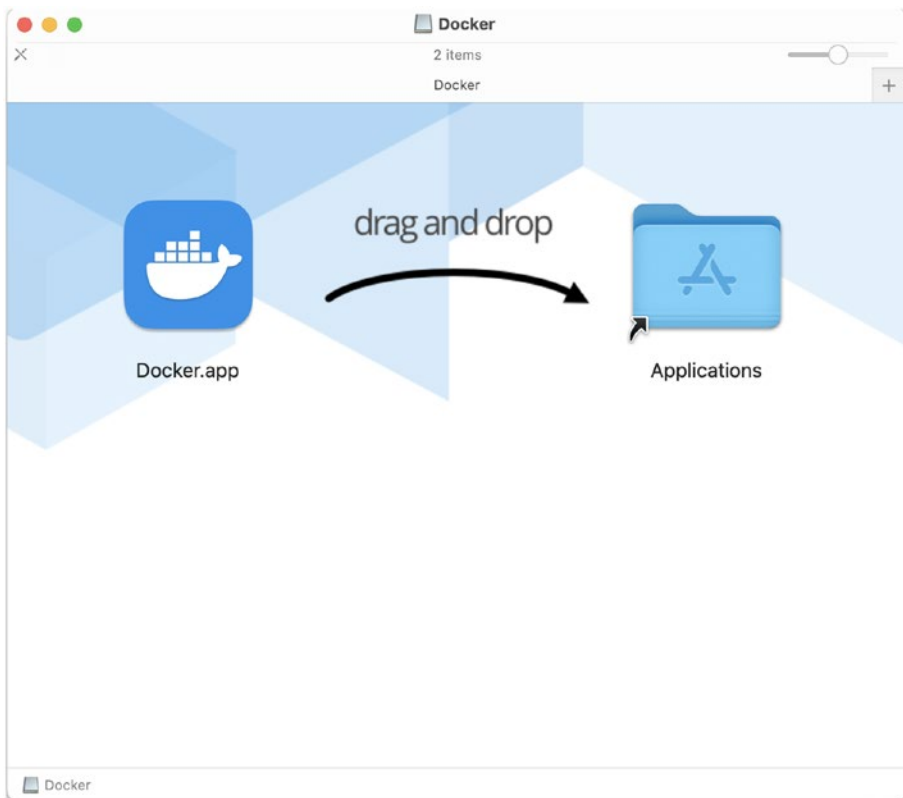 Docker
2 items
Docker
drag and drop
Docker.app
Applications
Docker